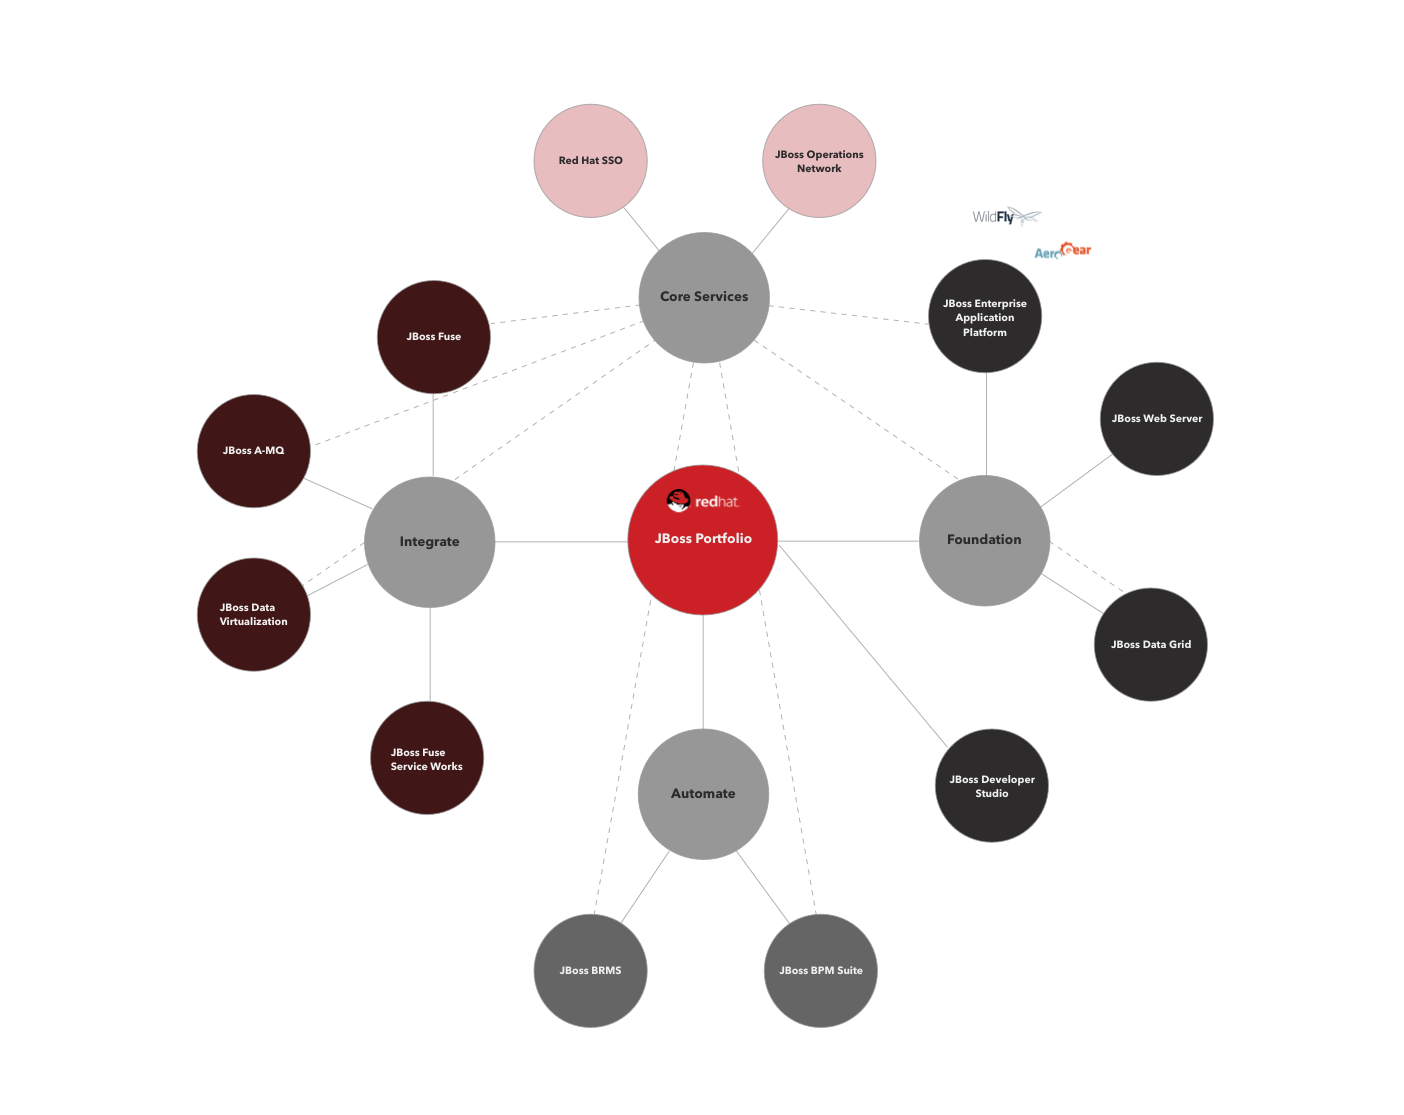 Red Hat SSO
JBoss Operations
Network
WildFly
AeroGear
Core Services
JBoss Enterprise
Application
Platform
JBoss Fuse
JBoss Web Server
JBoss A-MQ
redhat.
JBoss Portfolio
Integrate
Foundation
JBoss Data
Virtualization
JBoss Data Grid
JBoss Fuse
Service Works
Automate
JBoss Developer
Studio
JBoss BRMS
JBoss BPM Suite